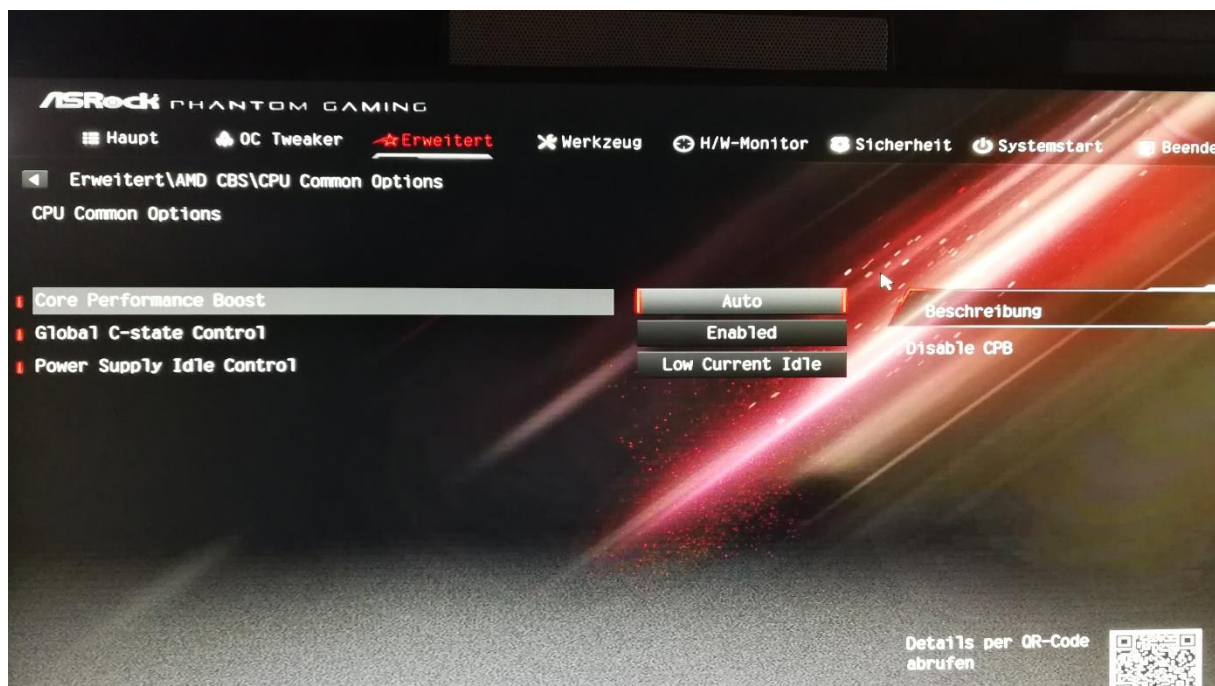 ASRock PHANTOM GAMING
Haupt OC Tweaker Erweitert Werkzeug H/W-Monitor Sicherheit Systemstart Beende
Erweitert\AMD CBS\CPU Common Options
CPU Common Options
Core Performance Boost Auto
Global C-state Control Enabled
Power Supply Idle Control Low Current Idle
Beschreibung
Disable CPB
Details per QR-Code
abrufen